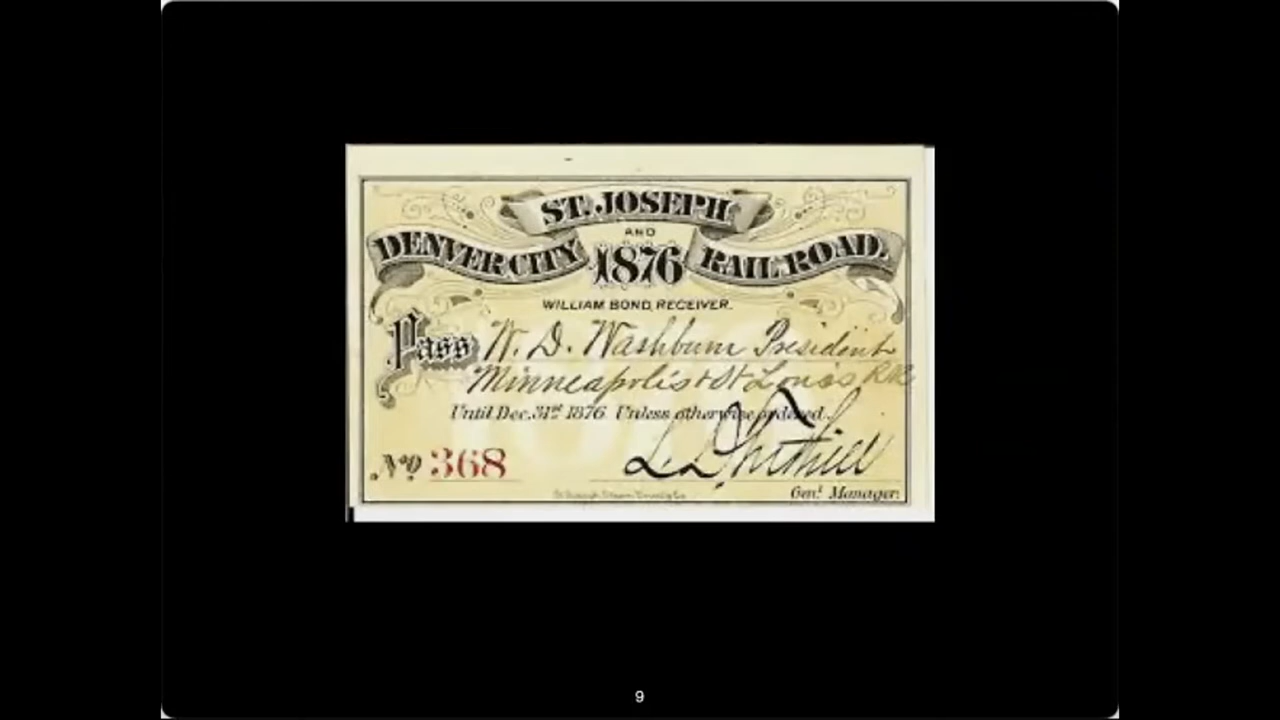 ST. JOSEPH
AND
DENVER CITY 1876 RAIL ROAD.
WILLIAM BOND, RECEIVER.
Pass W. D. Washburn President
Minneapolis & St Louis RR
Until Dec. 31st 1876. Unless otherwise ordered.
No 368
Genl Manager.
9